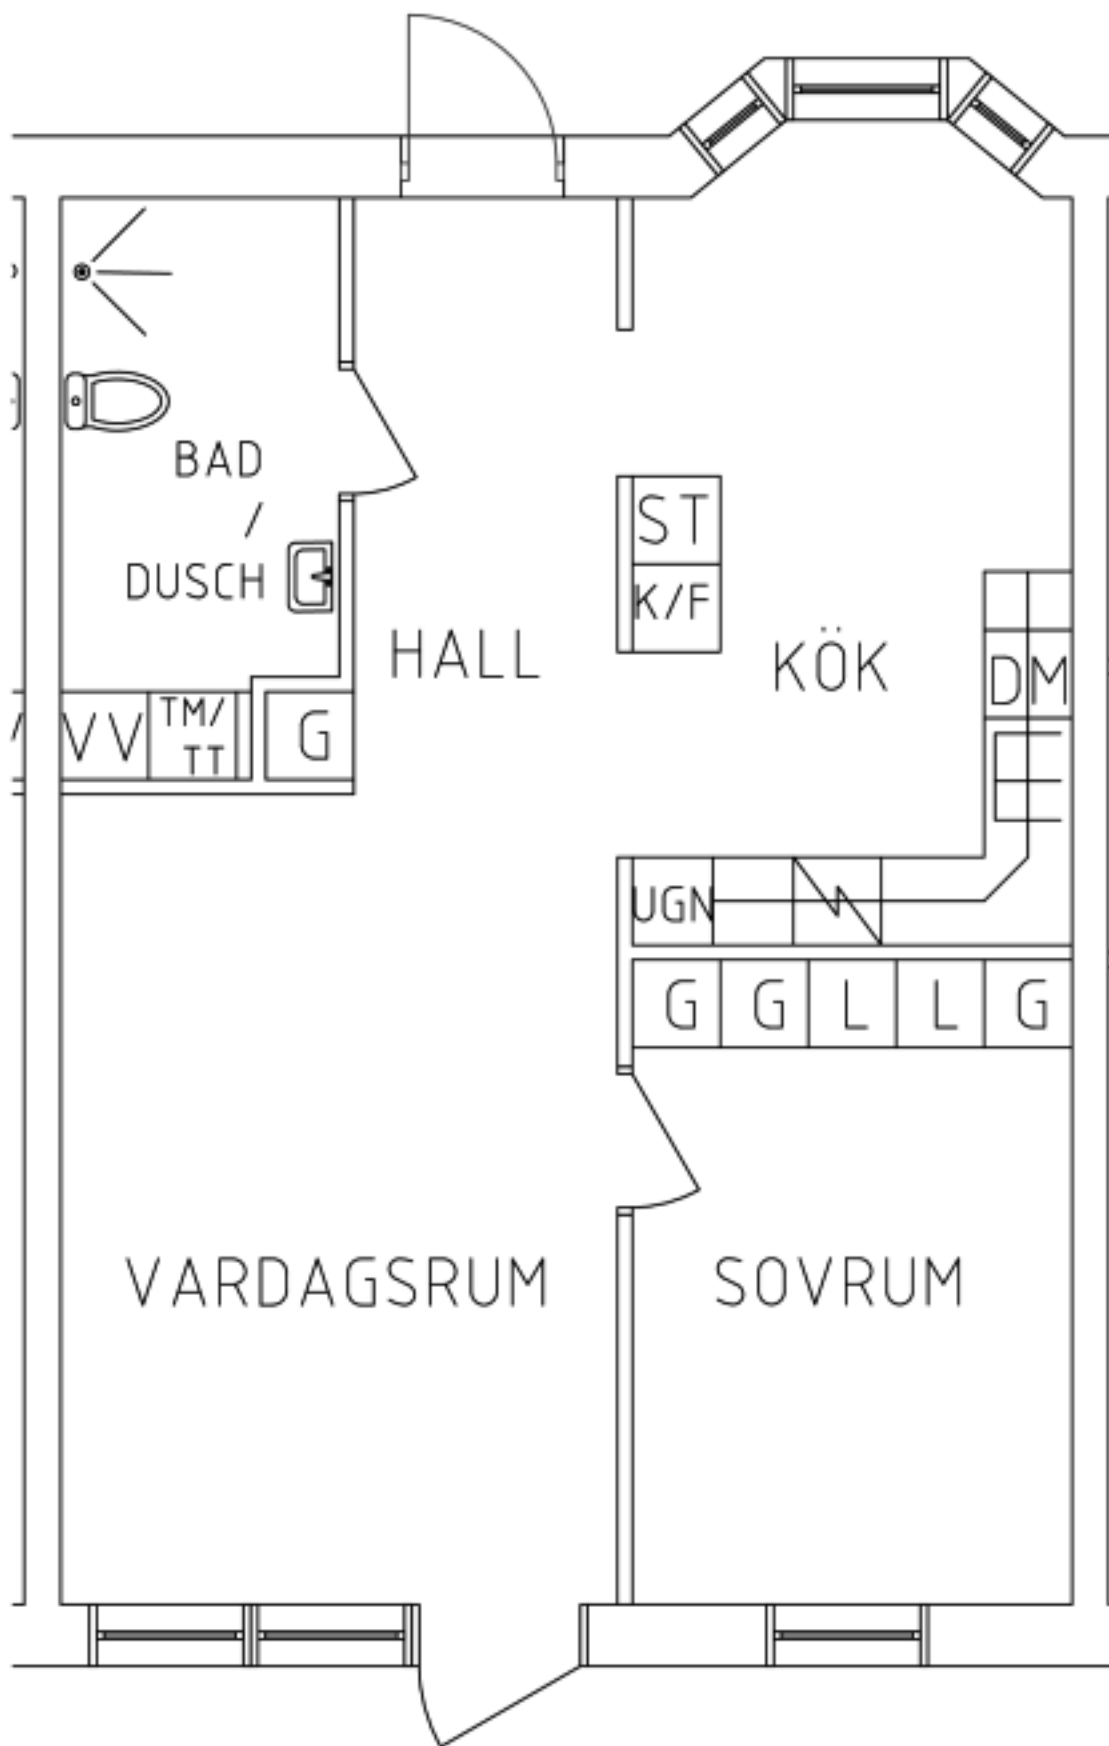 BAD
/
DUSCH
ST
K/F
HALL
KÖK
DM
VV
TM/
TT
G
UGN
G G L L G
VARDAGSRUM
SOVRUM